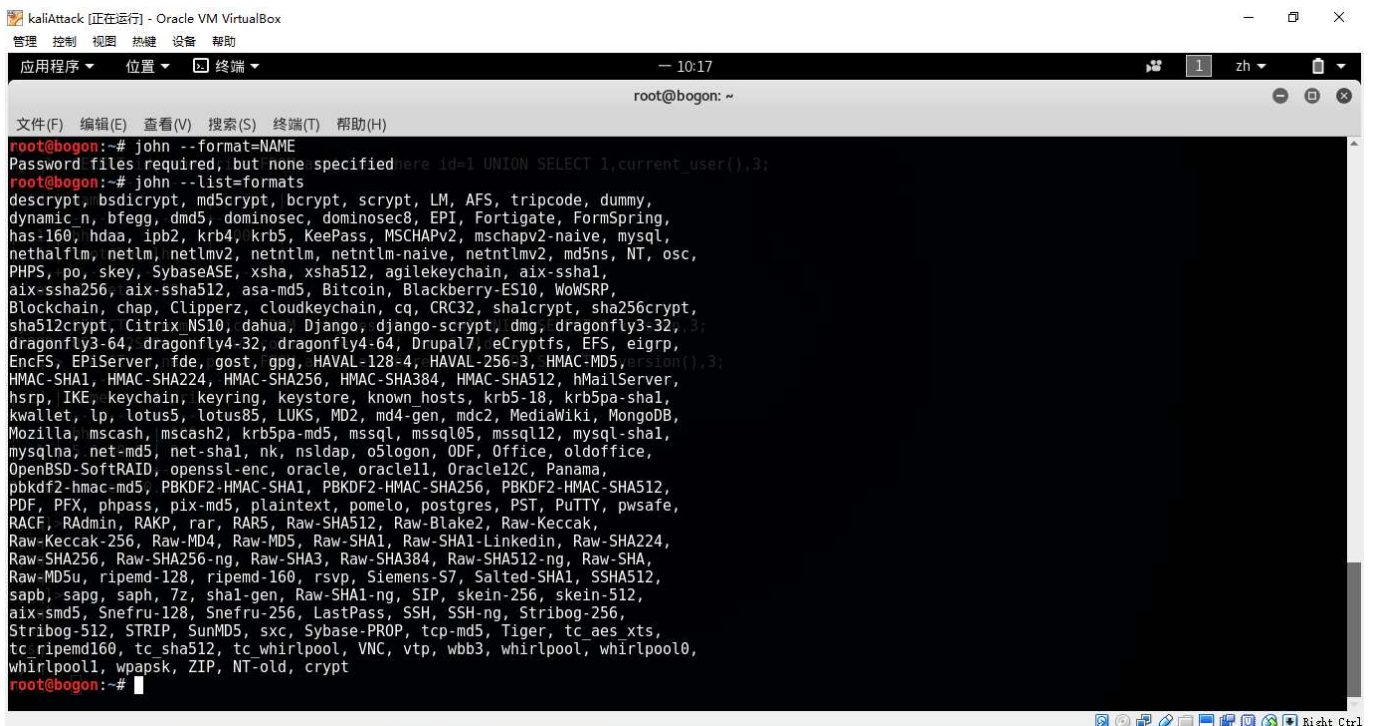 kaliAttack [正在运行] - Oracle VM VirtualBox
管理 控制 视图 热键 设备 帮助
应用程序 位置 终端 一 10:17 1 zh
root@bogon: ~
文件(F) 编辑(E) 查看(V) 搜索(S) 终端(T) 帮助(H)
root@bogon:~# john --format=NAME
Password files required, but none specified
here id=1 UNION SELECT 1,current_user(),3;
root@bogon:~# john --list=formats
descrypt, bsdicrypt, md5crypt, bcrypt, scrypt, LM, AFS, tripcode, dummy,
dynamic_n, bfegg, dmd5, dominosec, dominosec8, EPI, Fortigate, FormSpring,
has-160, hdaa, ipb2, krb4, krb5, KeePass, MSCHAPv2, mschapv2-naive, mysql,
nethalflm, netlm, netlmv2, netntlm, netntlm-naive, netntlmv2, md5ns, NT, osc,
PHPS, po, skey, SybaseASE, xsha, xsha512, agilekeychain, aix-ssha1,
aix-ssha256, aix-ssha512, asa-md5, Bitcoin, Blackberry-ES10, WoWSRP,
Blockchain, chap, Clipperz, cloudkeychain, cq, CRC32, sha1crypt, sha256crypt,
sha512crypt, Citrix_NS10, dahua, Django, django-scrypt, dmg, dragonfly3-32,
dragonfly3-64, dragonfly4-32, dragonfly4-64, Drupal7, eCryptfs, EFS, eigrp,
EncFS, EPiServer, fde, gost, gpg, HAVAL-128-4, HAVAL-256-3, HMAC-MD5,
version(),3;
HMAC-SHA1, HMAC-SHA224, HMAC-SHA256, HMAC-SHA384, HMAC-SHA512, hMailServer,
hsrp, IKE, keychain, keyring, keystore, known_hosts, krb5-18, krb5pa-sha1,
kwallet, lp, lotus5, lotus85, LUKS, MD2, md4-gen, mdc2, MediaWiki, MongoDB,
Mozilla, mscash, mscash2, krb5pa-md5, mssql, mssql05, mssql12, mysql-sha1,
mysqlna, net-md5, net-sha1, nk, nsldap, o5logon, ODF, Office, oldoffice,
OpenBSD-SoftRAID, openssl-enc, oracle, oracle11, Oracle12C, Panama,
pbkdf2-hmac-md5, PBKDF2-HMAC-SHA1, PBKDF2-HMAC-SHA256, PBKDF2-HMAC-SHA512,
PDF, PFX, phpass, pix-md5, plaintext, pomelo, postgres, PST, PuTTY, pwsafe,
RACF, RAdmin, RAKP, rar, RAR5, Raw-SHA512, Raw-Blake2, Raw-Keccak,
Raw-Keccak-256, Raw-MD4, Raw-MD5, Raw-SHA1, Raw-SHA1-Linkedin, Raw-SHA224,
Raw-SHA256, Raw-SHA256-ng, Raw-SHA3, Raw-SHA384, Raw-SHA512-ng, Raw-SHA,
Raw-MD5u, ripemd-128, ripemd-160, rsvp, Siemens-S7, Salted-SHA1, SSHA512,
sapb, sapg, saph, 7z, sha1-gen, Raw-SHA1-ng, SIP, skein-256, skein-512,
aix-smd5, Snefru-128, Snefru-256, LastPass, SSH, SSH-ng, Stribog-256,
Stribog-512, STRIP, SunMD5, sxc, Sybase-PROP, tcp-md5, Tiger, tc_aes_xts,
tc_ripemd160, tc_sha512, tc_whirlpool, VNC, vtp, wbb3, whirlpool, whirlpool0,
whirlpool1, wpapsk, ZIP, NT-old, crypt
root@bogon:~#
Right Ctrl